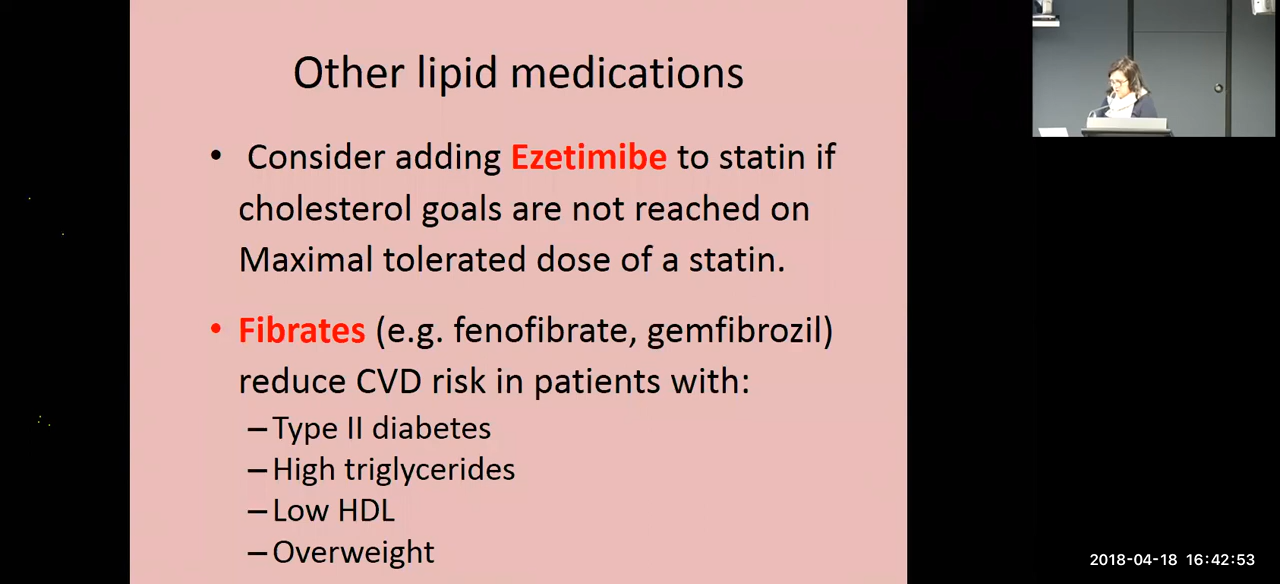 Other lipid medications
• Consider adding Ezetimibe to statin if
cholesterol goals are not reached on
Maximal tolerated dose of a statin.
• Fibrates (e.g. fenofibrate, gemfibrozil)
reduce CVD risk in patients with:
–Type II diabetes
–High triglycerides
–Low HDL
–Overweight
2018-04-18 16:42:53